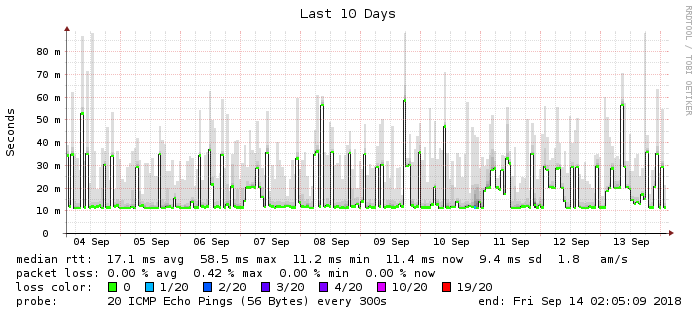 Last 10 Days
RRDTOOL / TOBI OETIKER
Seconds
80 m
70 m
60 m
50 m
40 m
30 m
20 m
10 m
0
04 Sep 05 Sep 06 Sep 07 Sep 08 Sep 09 Sep 10 Sep 11 Sep 12 Sep 13 Sep
median rtt: 17.1 ms avg 58.5 ms max 11.2 ms min 11.4 ms now 9.4 ms sd 1.8 am/s
packet loss: 0.00 % avg 0.42 % max 0.00 % min 0.00 % now
loss color: 0 1/20 2/20 3/20 4/20 10/20 19/20
probe: 20 ICMP Echo Pings (56 Bytes) every 300s end: Fri Sep 14 02:05:09 2018